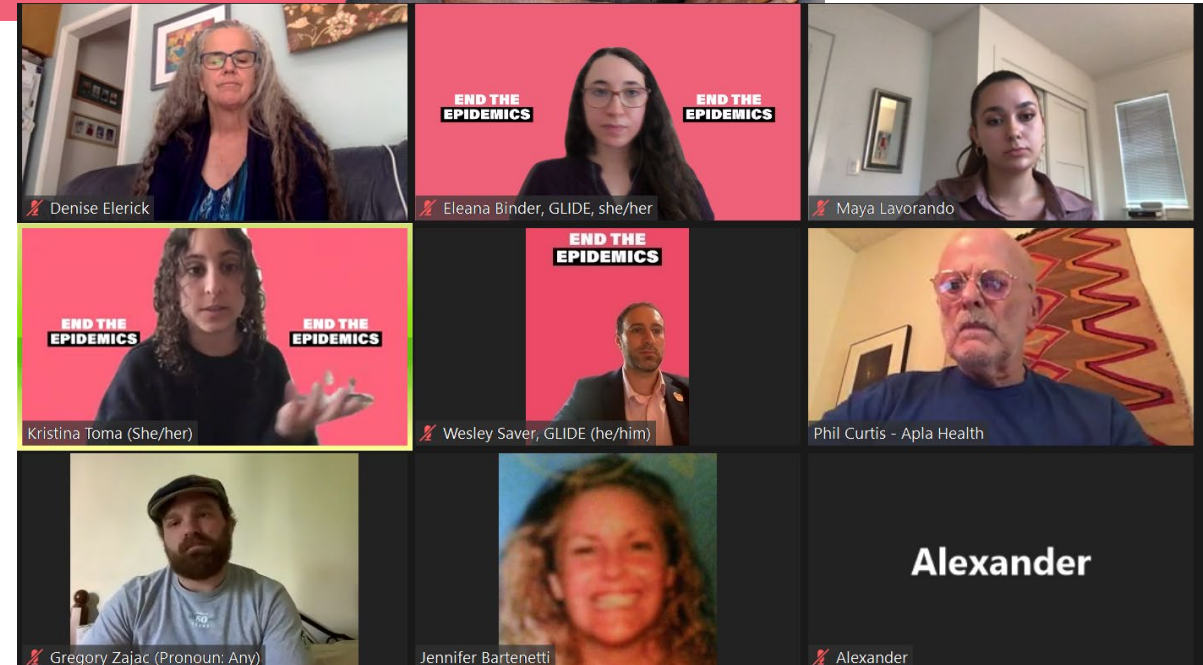 END THE
EPIDEMICS
END THE
EPIDEMICS
Denise Elerick
Eleana Binder, GLIDE, she/her
Maya Lavorando
END THE
EPIDEMICS
END THE
EPIDEMICS
END THE
EPIDEMICS
Kristina Toma (She/her)
Wesley Saver, GLIDE (he/him)
Phil Curtis - Apla Health
Alexander
Gregory Zajac (Pronoun: Any)
Jennifer Bartenetti
Alexander